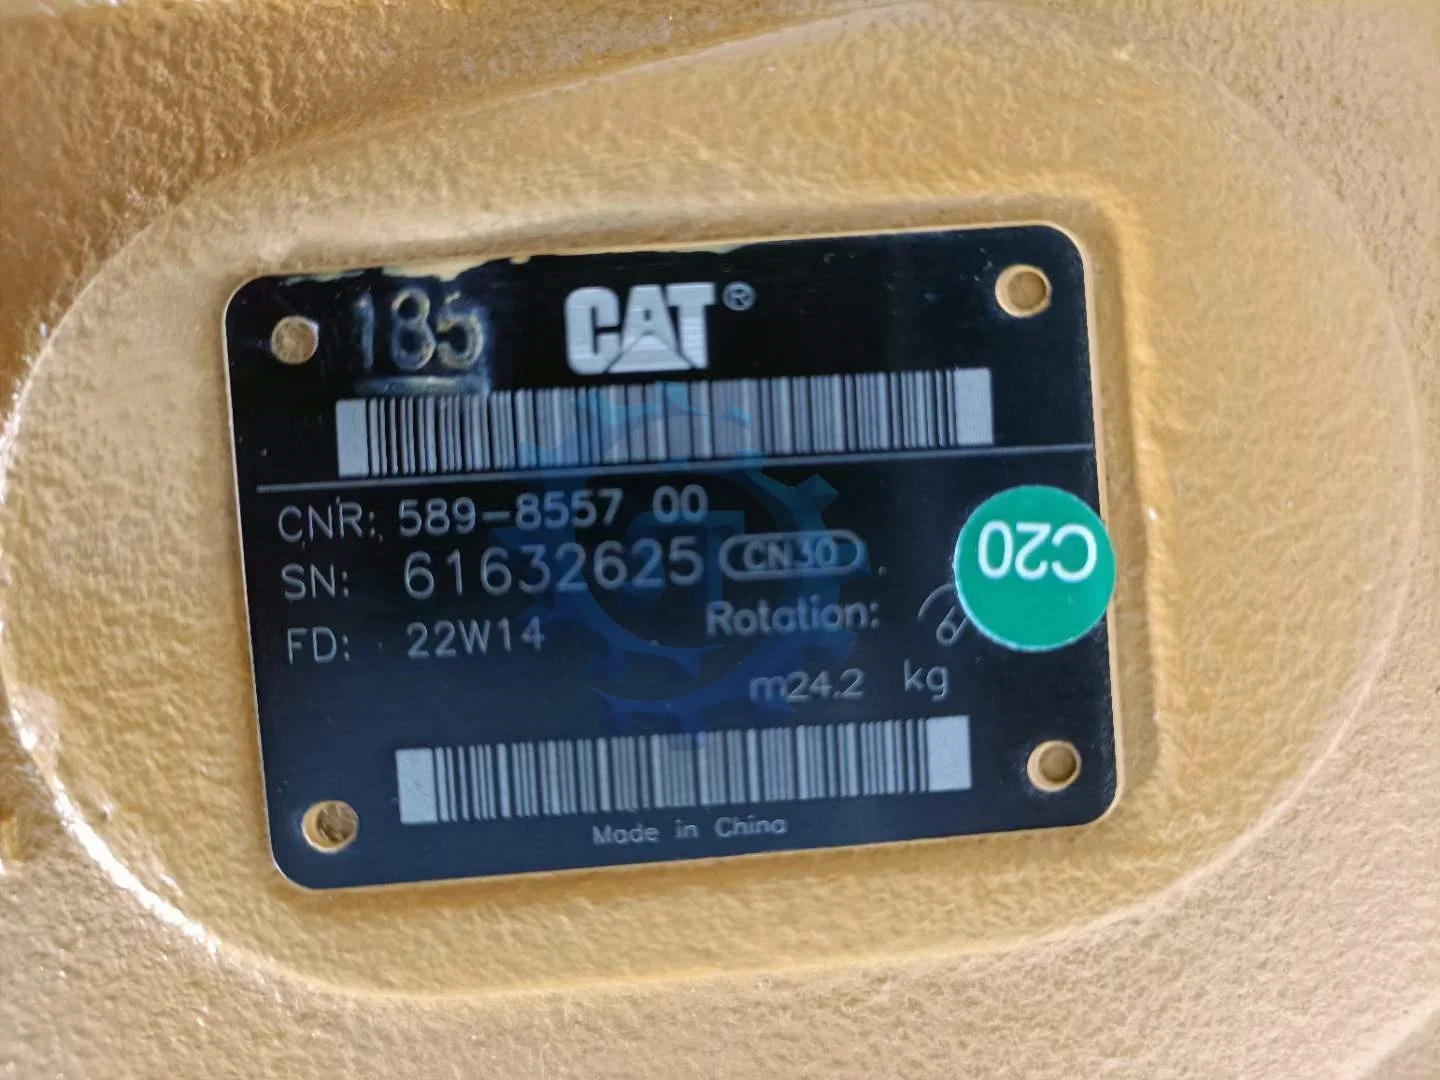 185 CAT®
CNR: 589-8557 00
SN: 61632625 CN30
FD: 22W14 Rotation:
m24.2 kg
C20
Made in China